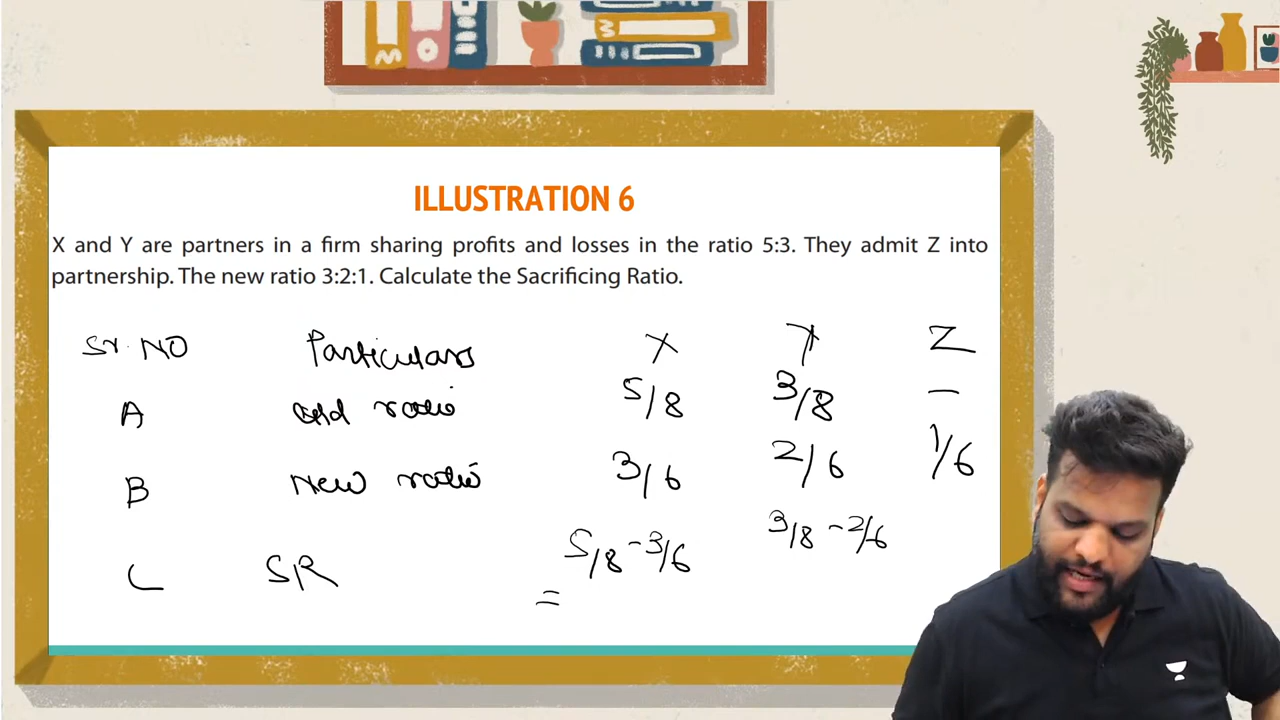 ILLUSTRATION 6
X and Y are partners in a firm sharing profits and losses in the ratio 5:3. They admit Z into
partnership. The new ratio 3:2:1. Calculate the Sacrificing Ratio.
Sr. NO Particulars X Y Z
A old ratio 5/8 3/8 —
B New ratio 3/6 2/6 1/6
C SR 5/8 - 3/6 3/8 - 2/6
=